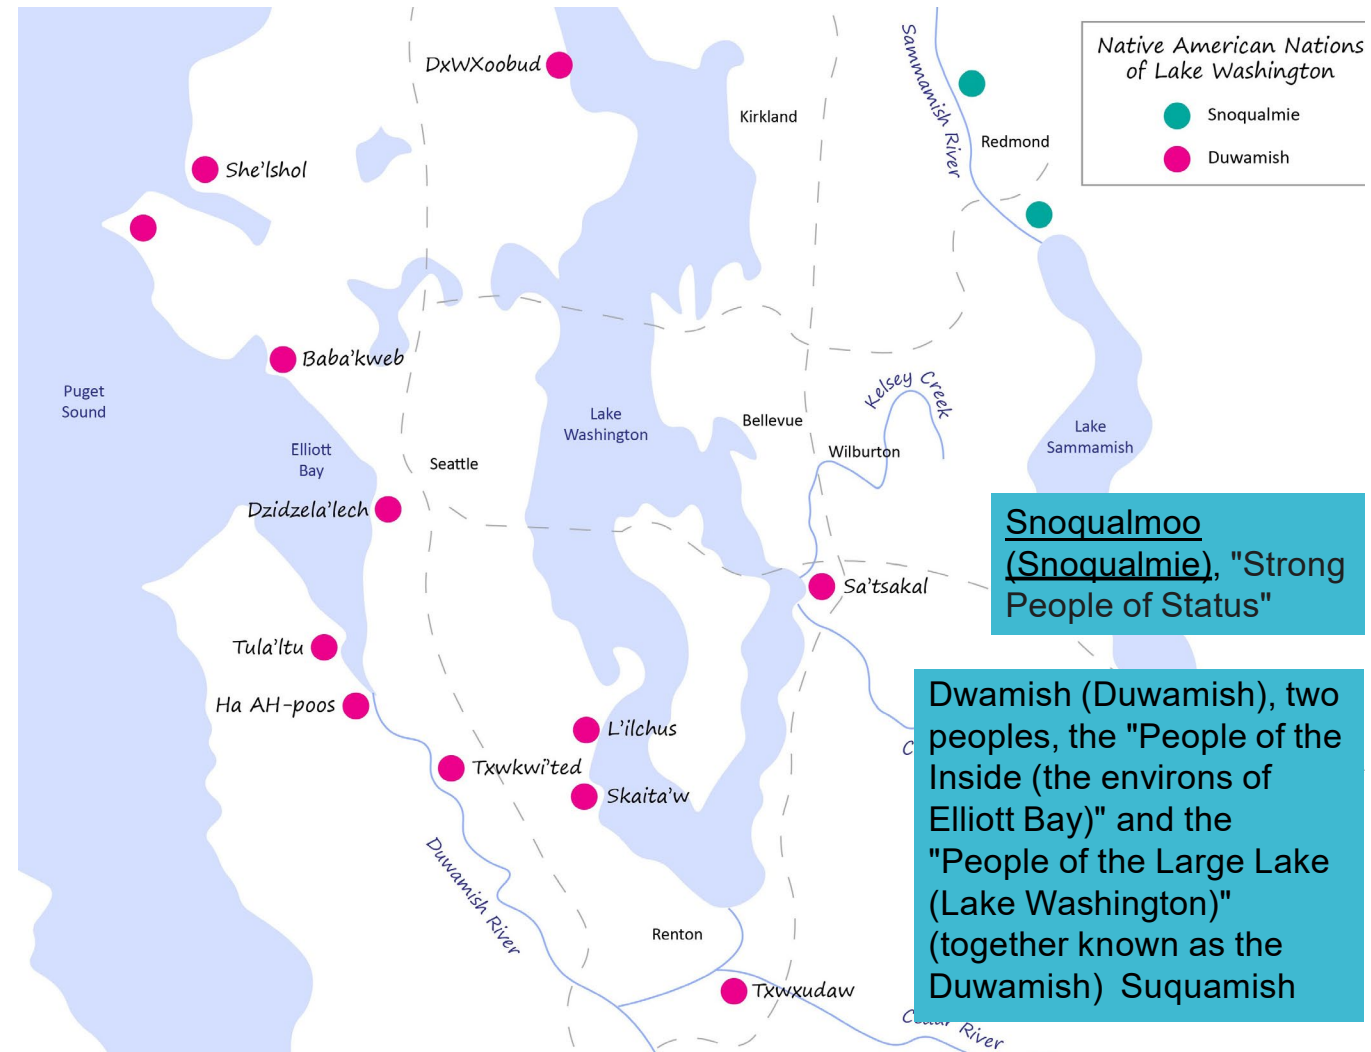 Native American Nations
of Lake Washington
Snoqualmie
Duwamish
DxWXoobud
Kirkland
Sammamish River
Redmond
She'lshol
Baba'kweb
Puget
Sound
Elliott
Bay
Seattle
Lake
Washington
Bellevue
Kelsey Creek
Wilburton
Lake
Sammamish
Dzidzela'lech
Sa'tsakal
Snoqualmoo
(Snoqualmie), "Strong
People of Status"
Tula'ltu
Ha AH-poos
L'ilchus
Txwkwi'ted
Skaita'w
Duwamish River
Renton
Txwxudaw
Cedar River
Dwamish (Duwamish), two
peoples, the "People of the
Inside (the environs of
Elliott Bay)" and the
"People of the Large Lake
(Lake Washington)"
(together known as the
Duwamish)  Suquamish